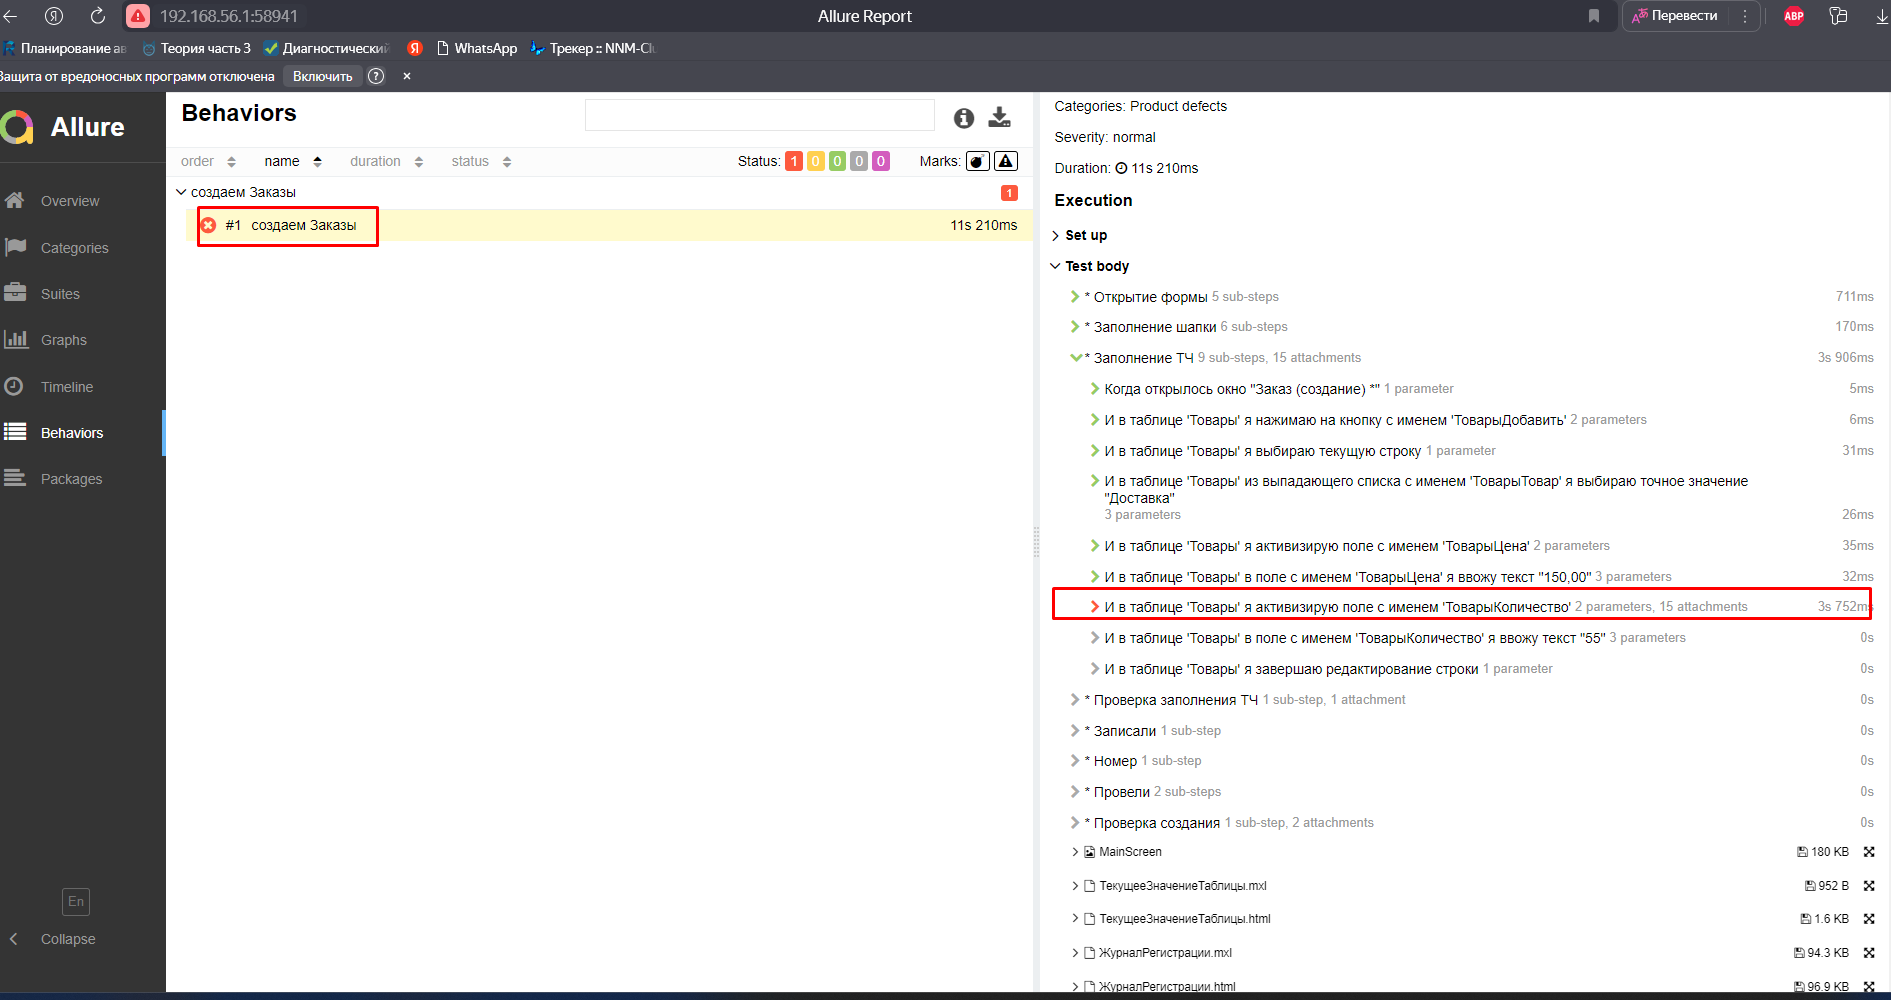 192.168.56.1:58941
Allure Report
Перевести
ABP
Планирование ав
Теория часть 3
Диагностический
Я
WhatsApp
Трекер :: NNM-Clu
Защита от вредоносных программ отключена
Включить
Allure
Overview
Categories
Suites
Graphs
Timeline
Behaviors
Packages
En
Collapse
Behaviors
order name duration status
Status: 1 0 0 0 0
Marks:
создаем Заказы 1
#1 создаем Заказы 11s 210ms
Categories: Product defects
Severity: normal
Duration: 11s 210ms
Execution
Set up
Test body
* Открытие формы 5 sub-steps 711ms
* Заполнение шапки 6 sub-steps 170ms
* Заполнение ТЧ 9 sub-steps, 15 attachments 3s 906ms
Когда открылось окно "Заказ (создание) *" 1 parameter 5ms
И в таблице 'Товары' я нажимаю на кнопку с именем 'ТоварыДобавить' 2 parameters 6ms
И в таблице 'Товары' я выбираю текущую строку 1 parameter 31ms
И в таблице 'Товары' из выпадающего списка с именем 'ТоварыТовар' я выбираю точное значение
"Доставка"
3 parameters 26ms
И в таблице 'Товары' я активизирую поле с именем 'ТоварыЦена' 2 parameters 35ms
И в таблице 'Товары' в поле с именем 'ТоварыЦена' я ввожу текст "150,00" 3 parameters 32ms
И в таблице 'Товары' я активизирую поле с именем 'ТоварыКоличество' 2 parameters, 15 attachments 3s 752ms
И в таблице 'Товары' в поле с именем 'ТоварыКоличество' я ввожу текст "55" 3 parameters 0s
И в таблице 'Товары' я завершаю редактирование строки 1 parameter 0s
* Проверка заполнения ТЧ 1 sub-step, 1 attachment 0s
* Записали 1 sub-step 0s
* Номер 1 sub-step 0s
* Провели 2 sub-steps 0s
* Проверка создания 1 sub-step, 2 attachments 0s
MainScreen 180 KB
ТекущееЗначениеТаблицы.mxl 952 B
ТекущееЗначениеТаблицы.html 1.6 KB
ЖурналРегистрации.mxl 94.3 KB
ЖурналРегистрации.html 96.9 KB